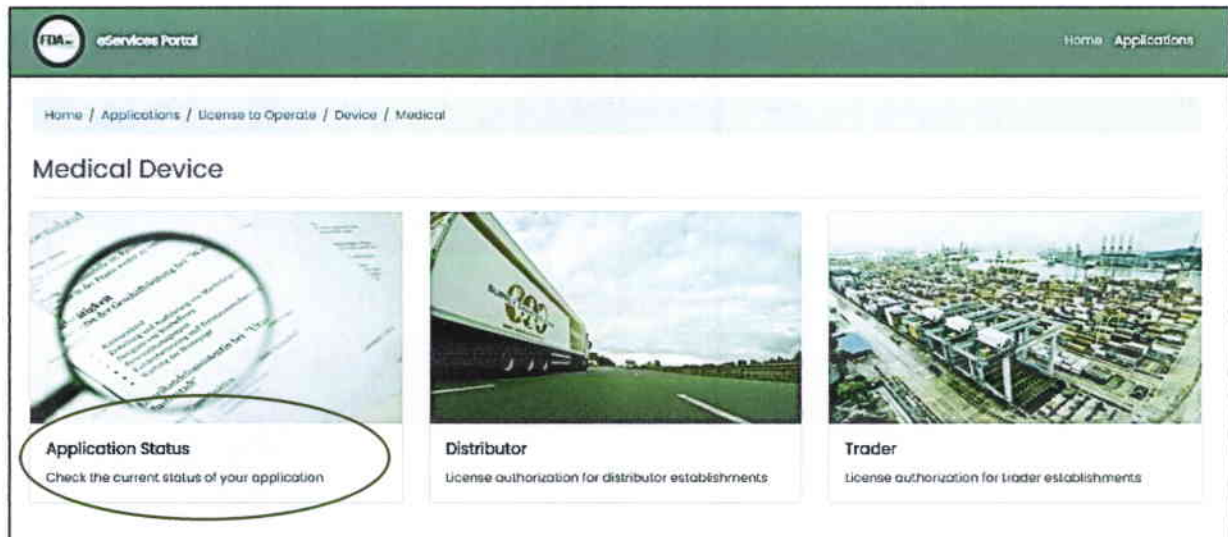 FDA
eServices Portal
Home Applications
Home / Applications / License to Operate / Device / Medical
Medical Device
Application Status
Check the current status of your application
Distributor
License authorization for distributor establishments
Trader
License authorization for trader establishments